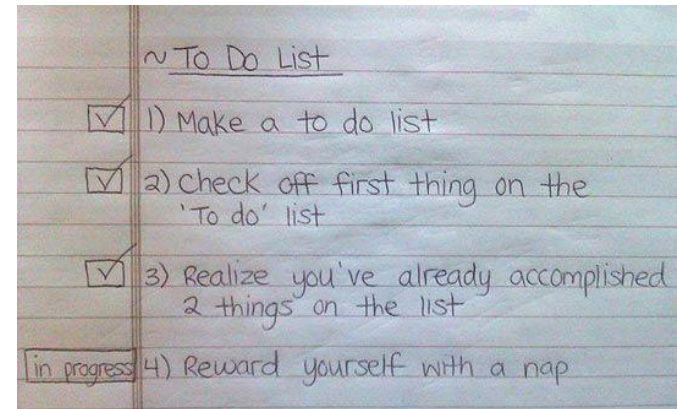 ~ To Do List
1) Make a to do list
2) Check off first thing on the
'To do' list
3) Realize you've already accomplished
2 things on the list
in progress 4) Reward yourself with a nap